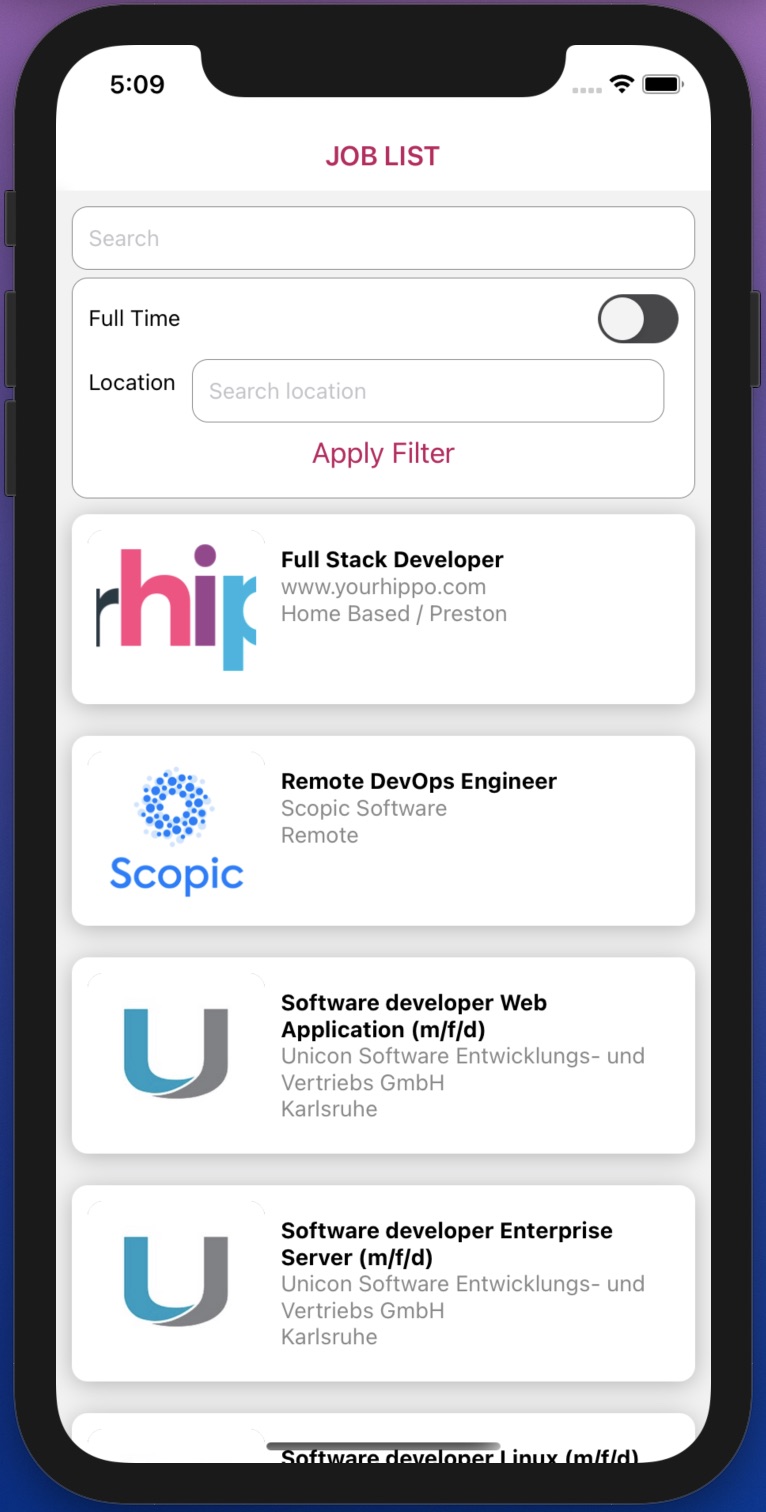 5:09
JOB LIST
Search
Full Time
Location
Search location
Apply Filter
rhip
Full Stack Developer
www.yourhippo.com
Home Based / Preston
Scopic
Remote DevOps Engineer
Scopic Software
Remote
Software developer Web
Application (m/f/d)
Unicon Software Entwicklungs- und
Vertriebs GmbH
Karlsruhe
Software developer Enterprise
Server (m/f/d)
Unicon Software Entwicklungs- und
Vertriebs GmbH
Karlsruhe
Software developer Linux (m/f/d)